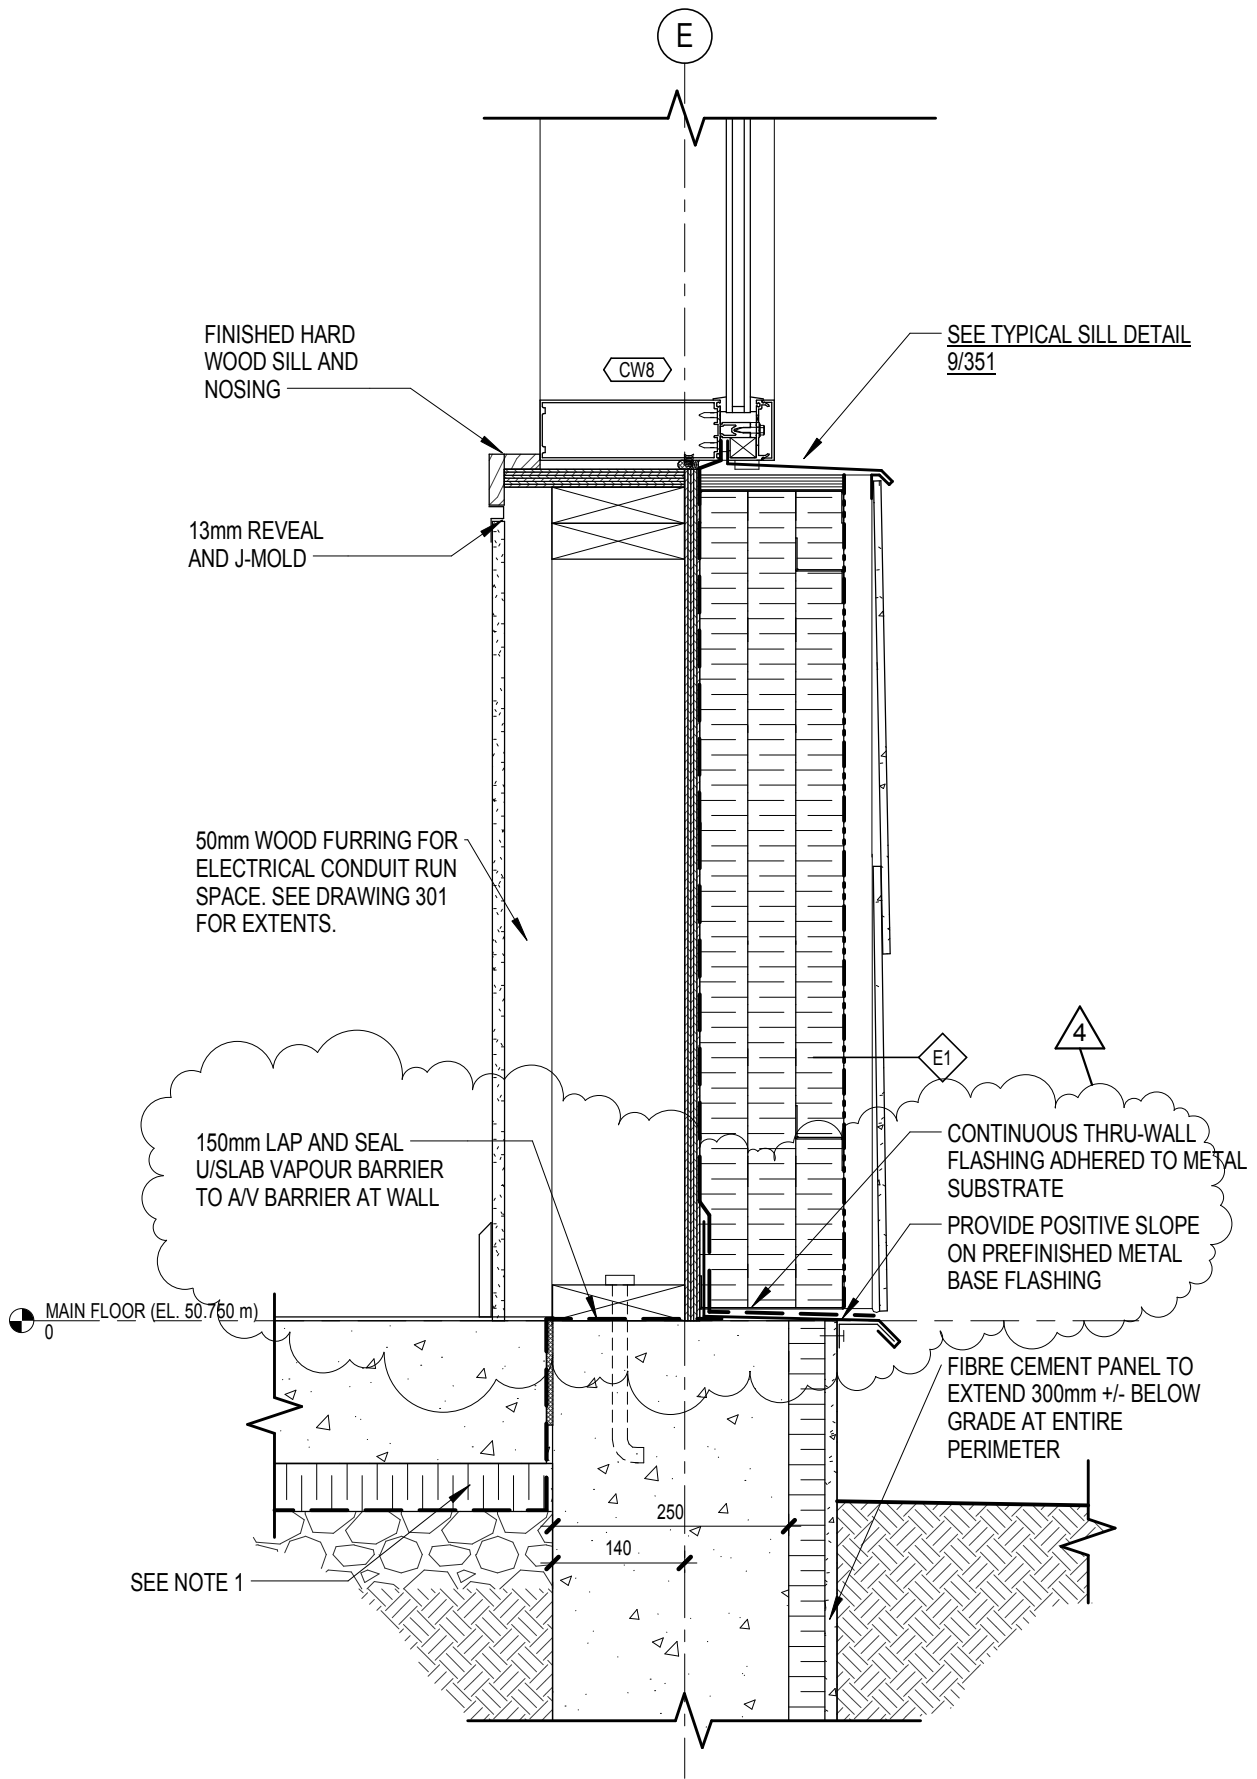 E
FINISHED HARD
WOOD SILL AND
NOSING
CW8
SEE TYPICAL SILL DETAIL
9/351
13mm REVEAL
AND J-MOLD
50mm WOOD FURRING FOR
ELECTRICAL CONDUIT RUN
SPACE. SEE DRAWING 301
FOR EXTENTS.
4
E1
150mm LAP AND SEAL
U/SLAB VAPOUR BARRIER
TO A/V BARRIER AT WALL
CONTINUOUS THRU-WALL
FLASHING ADHERED TO METAL
SUBSTRATE
PROVIDE POSITIVE SLOPE
ON PREFINISHED METAL
BASE FLASHING
MAIN FLOOR (EL. 50.750 m)
0
FIBRE CEMENT PANEL TO
EXTEND 300mm +/- BELOW
GRADE AT ENTIRE
PERIMETER
250
140
SEE NOTE 1